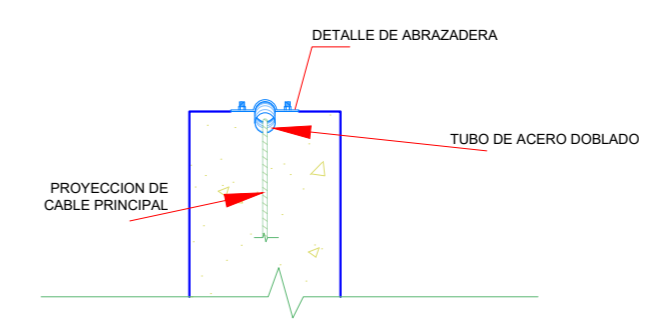 DETALLE DE ABRAZADERA
TUBO DE ACERO DOBLADO
PROYECCION DE
CABLE PRINCIPAL